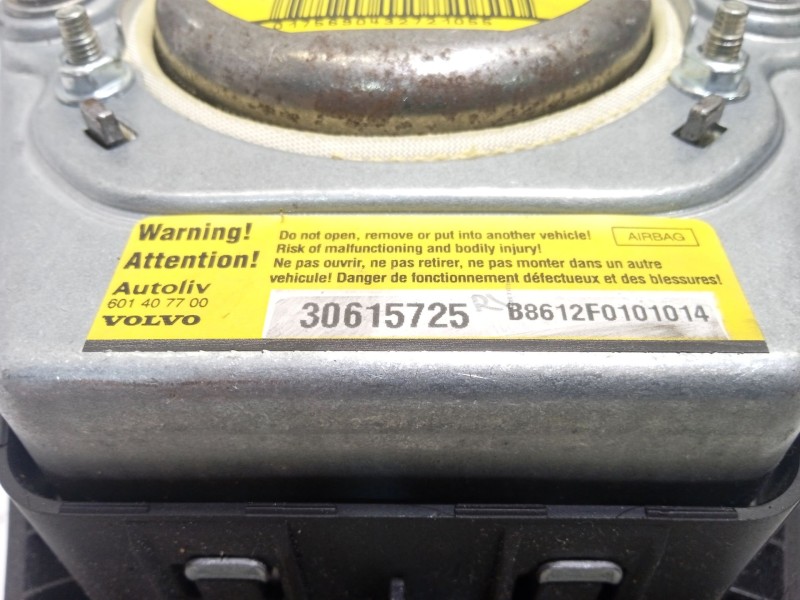 0175690432721055
Warning!
Attention!
Do not open, remove or put into another vehicle!
Risk of malfunctioning and bodily injury!
Ne pas ouvrir, ne pas retirer, ne pas monter dans un autre
vehicule! Danger de fonctionnement défectueux et des blessures!
AIRBAG
Autoliv
601 40 77 00
VOLVO
30615725
B8612F0101014